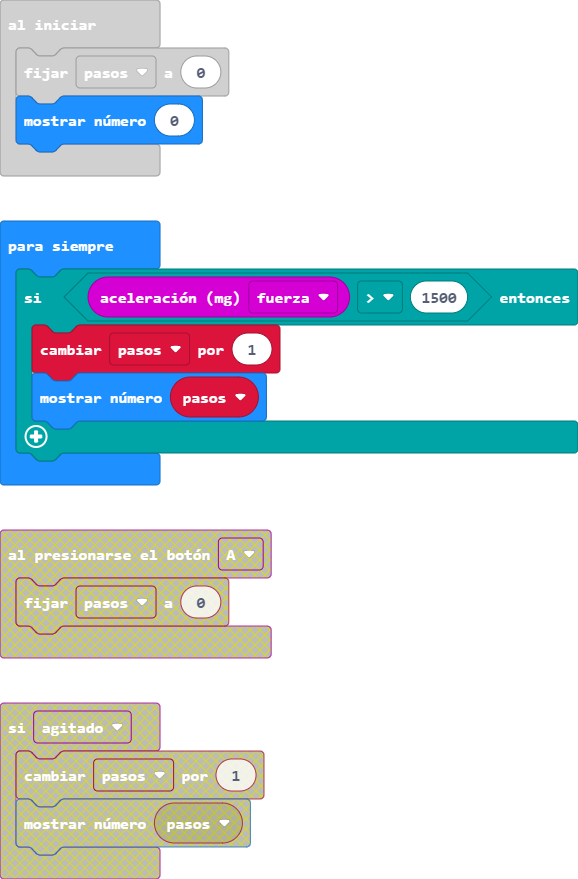 al iniciar
fijar pasos a 0
mostrar número 0
para siempre
si aceleración (mg) fuerza > 1500 entonces
cambiar pasos por 1
mostrar número pasos
al presionarse el botón A
fijar pasos a 0
si agitado
cambiar pasos por 1
mostrar número pasos